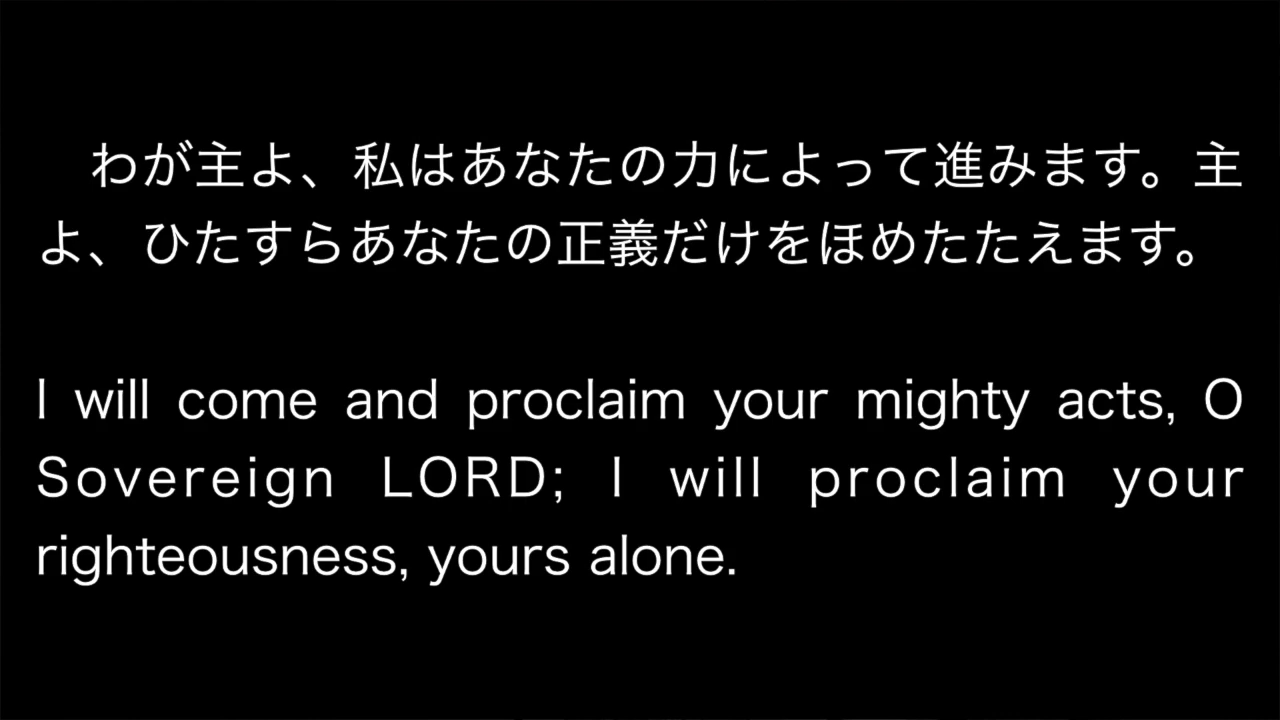 わが主よ、私はあなたの力によって進みます。主
よ、ひたすらあなたの正義だけをほめたたえます。
I will come and proclaim your mighty acts, O
Sovereign LORD; I will proclaim your
righteousness, yours alone.